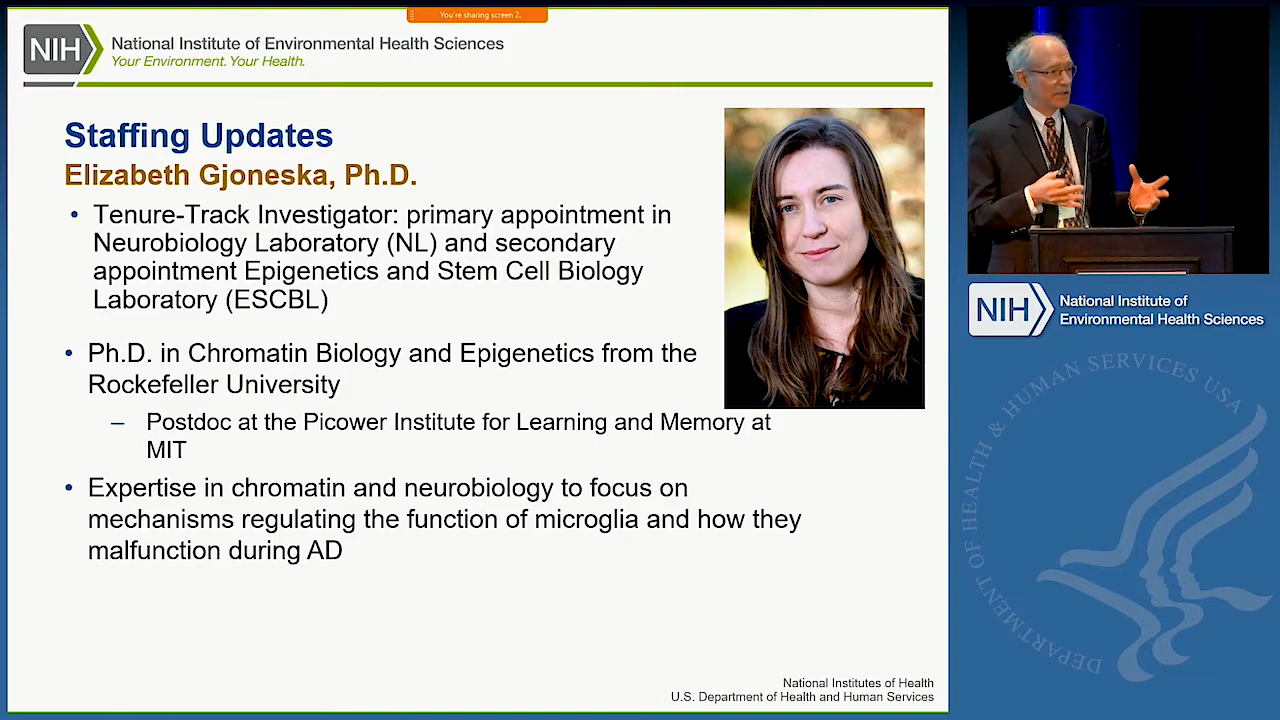 You're sharing screen 2.
NIH
National Institute of Environmental Health Sciences
Your Environment. Your Health.
Staffing Updates
Elizabeth Gjoneska, Ph.D.
• Tenure-Track Investigator: primary appointment in
Neurobiology Laboratory (NL) and secondary
appointment Epigenetics and Stem Cell Biology
Laboratory (ESCBL)
• Ph.D. in Chromatin Biology and Epigenetics from the
Rockefeller University
– Postdoc at the Picower Institute for Learning and Memory at
MIT
• Expertise in chromatin and neurobiology to focus on
mechanisms regulating the function of microglia and how they
malfunction during AD
National Institutes of Health
U.S. Department of Health and Human Services
NIH
National Institute of
Environmental Health Sciences
DEPARTMENT OF HEALTH & HUMAN SERVICES USA